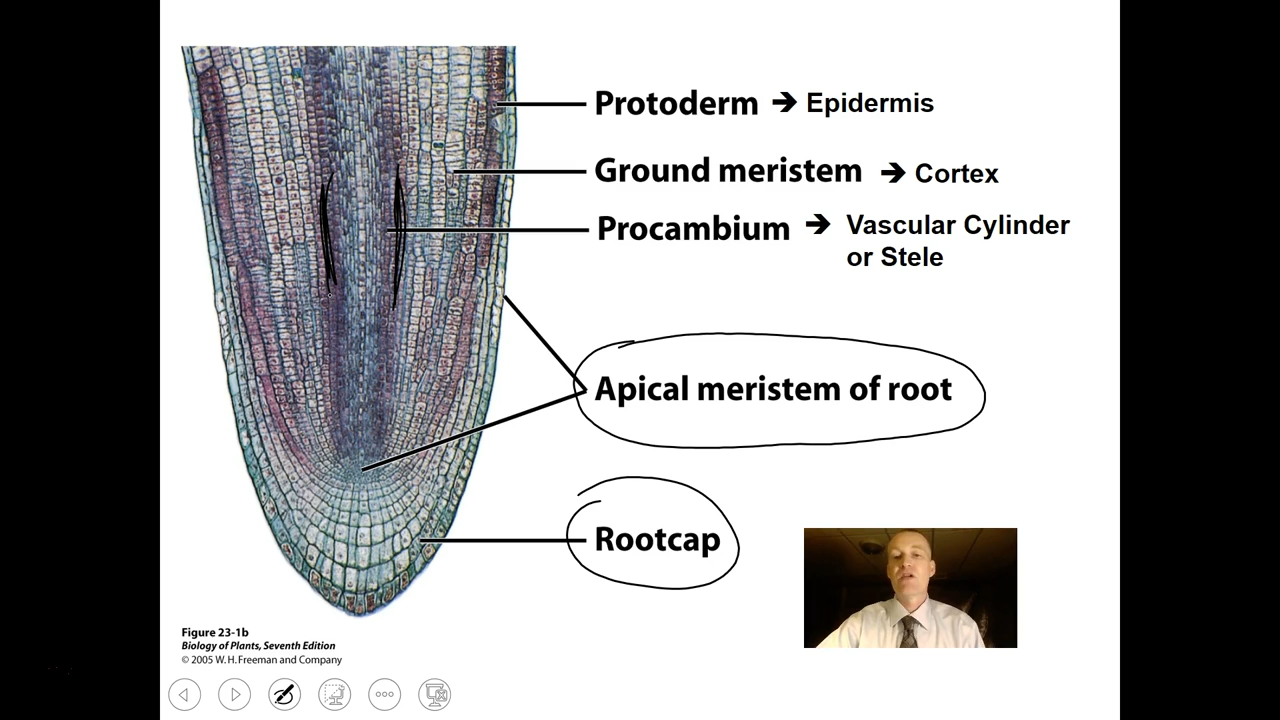 Protoderm ➔ Epidermis
Ground meristem ➔ Cortex
Procambium ➔ Vascular Cylinder
or Stele
Apical meristem of root
Rootcap
Figure 23-1b
Biology of Plants, Seventh Edition
© 2005 W. H. Freeman and Company